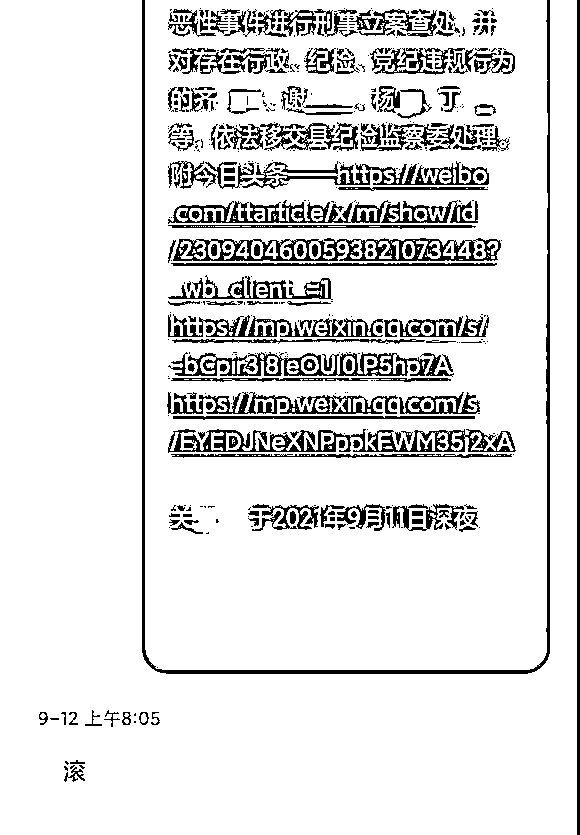 恶性事件进行刑事立案查处、并
对存在行政、纪检、党纪违规行为
的齐 、谢 、杨 、丁
等，依法移交县纪检监察委处理。
附今日头条——https://weibo
.com/ttarticle/x/m/show/id
/2309404600593821073448?
_wb_client_=1
https://mp.weixin.qq.com/s/
=bCpir3j8jeOUl0lP5hp7A
https://mp.weixin.qq.com/s
/EYEDJNeXNPppkFWM35j2xA
关 于2021年9月11日深夜
9-12 上午8:05
滚